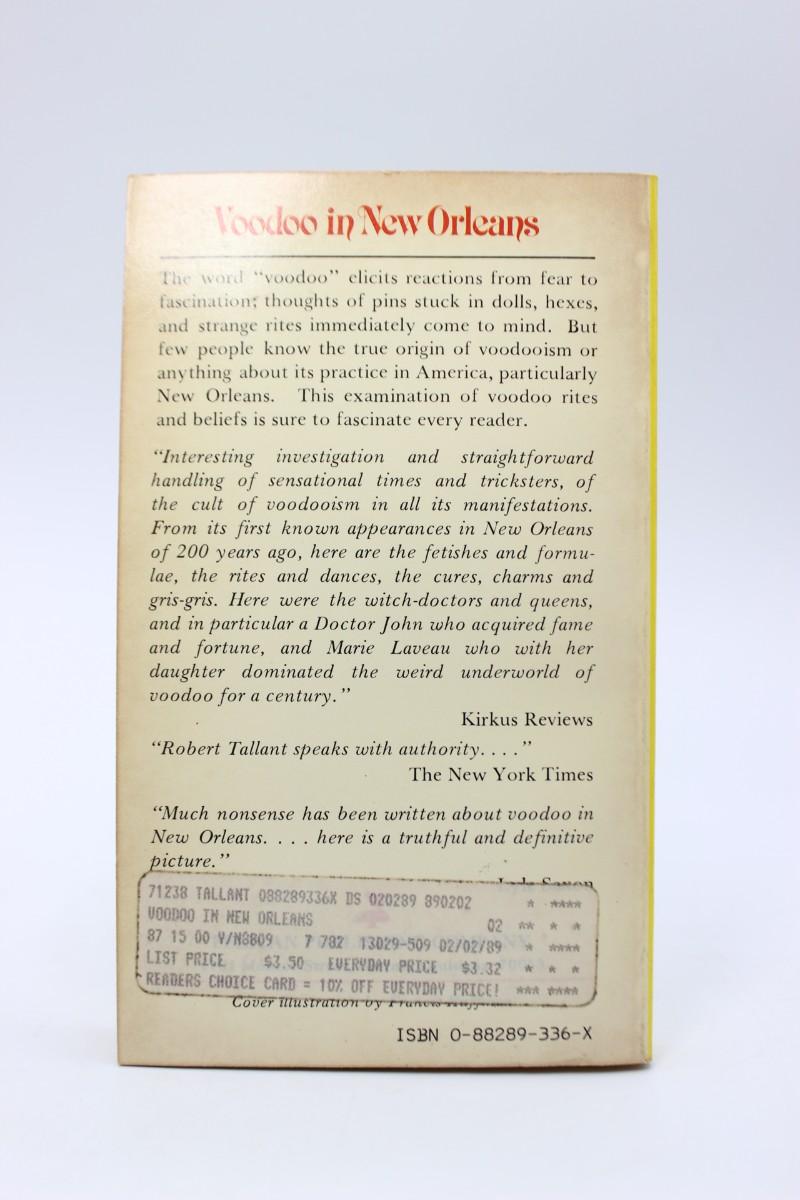 Voodoo in New Orleans
The word “voodoo” elicits reactions from fear to
fascination; thoughts of pins stuck in dolls, hexes,
and strange rites immediately come to mind. But
few people know the true origin of voodooism or
anything about its practice in America, particularly
New Orleans. This examination of voodoo rites
and beliefs is sure to fascinate every reader.
“Interesting investigation and straightforward
handling of sensational times and tricksters, of
the cult of voodooism in all its manifestations.
From its first known appearances in New Orleans
of 200 years ago, here are the fetishes and formu-
lae, the rites and dances, the cures, charms and
gris-gris. Here were the witch-doctors and queens,
and in particular a Doctor John who acquired fame
and fortune, and Marie Laveau who with her
daughter dominated the weird underworld of
voodoo for a century.”
Kirkus Reviews
“Robert Tallant speaks with authority. . . .”
The New York Times
“Much nonsense has been written about voodoo in
New Orleans. . . . here is a truthful and definitive
picture.”
71238 TALLANT 088289336X DS 020289 890202 * ****
VOODOO IN NEW ORLEANS 02 ** * *
87 15 00 7 782 13029-509 02/02/89 * ****
LIST PRICE $3.50 EVERYDAY PRICE $3.32 * * *
READERS CHOICE CARD = 10% OFF EVERYDAY PRICE! *** ****
Cover illustration by
ISBN 0-88289-336-X